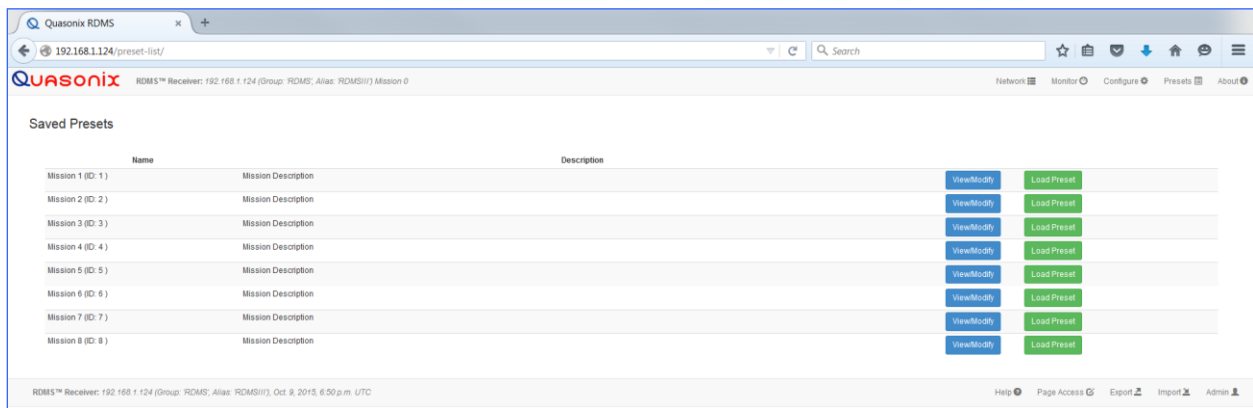 Quasonix RDMS × +
192.168.1.124/preset-list/ Search
QUASONIX RDMS™ Receiver: 192.168.1.124 (Group: 'RDMS', Alias: 'RDMSIII') Mission 0 Network Monitor Configure Presets About
Saved Presets
Name Description
Mission 1 (ID: 1 ) Mission Description View/Modify Load Preset
Mission 2 (ID: 2 ) Mission Description View/Modify Load Preset
Mission 3 (ID: 3 ) Mission Description View/Modify Load Preset
Mission 4 (ID: 4 ) Mission Description View/Modify Load Preset
Mission 5 (ID: 5 ) Mission Description View/Modify Load Preset
Mission 6 (ID: 6 ) Mission Description View/Modify Load Preset
Mission 7 (ID: 7 ) Mission Description View/Modify Load Preset
Mission 8 (ID: 8 ) Mission Description View/Modify Load Preset
RDMS™ Receiver: 192.168.1.124 (Group: 'RDMS', Alias: 'RDMSIII'), Oct. 9, 2015, 6:50 p.m. UTC Help Page Access Export Import Admin